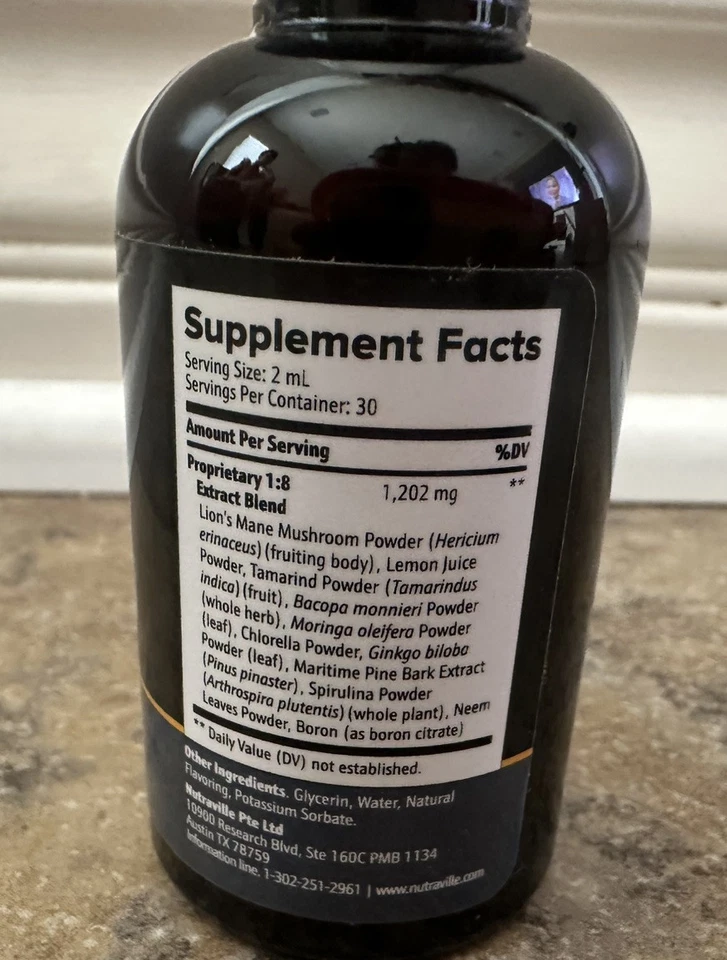 Supplement Facts
Serving Size: 2 mL
Servings Per Container: 30
Amount Per Serving %DV
Proprietary 1:8 1,202 mg **
Extract Blend
Lion's Mane Mushroom Powder (Hericium
erinaceus) (fruiting body), Lemon Juice
Powder, Tamarind Powder (Tamarindus
indica) (fruit), Bacopa monnieri Powder
(whole herb), Moringa oleifera Powder
(leaf), Chlorella Powder, Ginkgo biloba
Powder (leaf), Maritime Pine Bark Extract
(Pinus pinaster), Spirulina Powder
(Arthrospira plutentis) (whole plant), Neem
Leaves Powder, Boron (as boron citrate)
** Daily Value (DV) not established.
Other Ingredients. Glycerin, Water, Natural
Flavoring, Potassium Sorbate.
Nutraville Pte Ltd
10900 Research Blvd, Ste 160C PMB 1134
Austin TX 78759
Information line. 1-302-251-2961 | www.nutraville.com